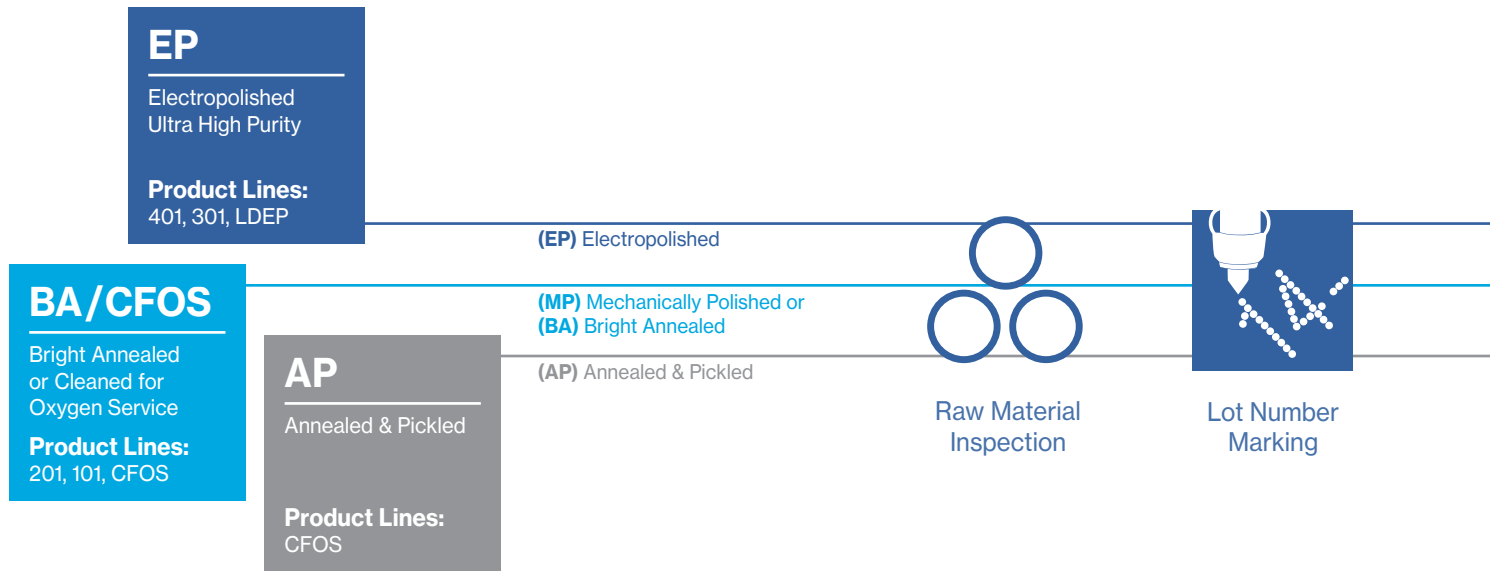 EP
Electropolished
Ultra High Purity
Product Lines:
401, 301, LDEP
BA/CFOS
Bright Annealed
or Cleaned for
Oxygen Service
Product Lines:
201, 101, CFOS
AP
Annealed & Pickled
Product Lines:
CFOS
(EP) Electropolished
(MP) Mechanically Polished or
(BA) Bright Annealed
(AP) Annealed & Pickled
Raw Material
Inspection
Lot Number
Marking